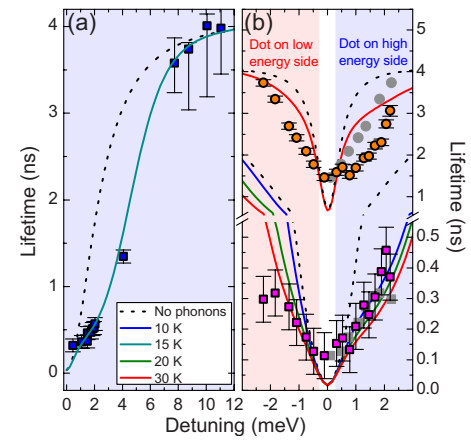 (a)
(b)
Dot on low
energy side
Dot on high
energy side
Lifetime (ns)
4
2
0
No phonons
10 K
15 K
20 K
30 K
0 2 4 6 8 10 12
5
4
3
2
1
0.5
0.4
0.3
0.2
0.1
0.0
Lifetime (ns)
-3 -2 -1 0 1 2 3
Detuning (meV)